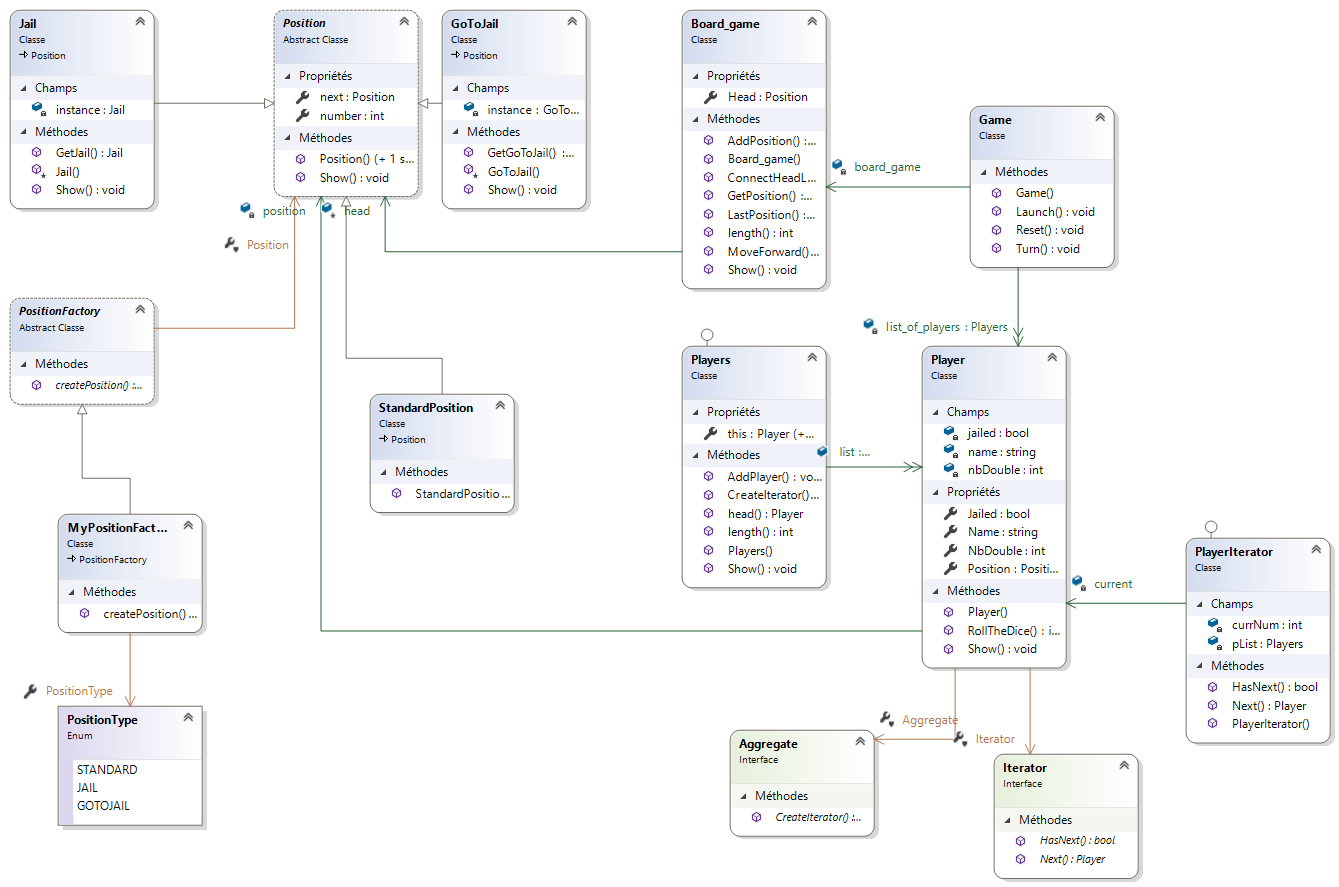 Jail
Classe
Position
Champs
instance : Jail
Méthodes
GetJail() : Jail
Jail()
Show() : void
Position
Abstract Classe
Propriétés
next : Position
number : int
Méthodes
Position() (+ 1 s...
Show() : void
GoToJail
Classe
Position
Champs
instance : GoTo...
Méthodes
GetGoToJail() :...
GoToJail()
Show() : void
Board_game
Classe
Propriétés
Head : Position
Méthodes
AddPosition() :...
Board_game()
ConnectHeadL...
GetPosition() :...
LastPosition() :...
length() : int
MoveForward()...
Show() : void
board_game
Game
Classe
Méthodes
Game()
Launch() : void
Reset() : void
Turn() : void
position
head
Position
PositionFactory
Abstract Classe
Méthodes
createPosition() :...
list_of_players : Players
Players
Classe
Propriétés
this : Player (+...
Méthodes
AddPlayer() : vo...
CreateIterator()...
head() : Player
length() : int
Players()
Show() : void
list :...
Player
Classe
Champs
jailed : bool
name : string
nbDouble : int
Propriétés
Jailed : bool
Name : string
NbDouble : int
Position : Positi...
Méthodes
Player()
RollTheDice() : i...
Show() : void
StandardPosition
Classe
Position
Méthodes
StandardPositio...
MyPositionFact...
Classe
PositionFactory
Méthodes
createPosition() ...
current
PlayerIterator
Classe
Champs
currNum : int
pList : Players
Méthodes
HasNext() : bool
Next() : Player
PlayerIterator()
PositionType
PositionType
Enum
STANDARD
JAIL
GOTOJAIL
Aggregate
Iterator
Aggregate
Interface
Méthodes
CreateIterator() :...
Iterator
Interface
Méthodes
HasNext() : bool
Next() : Player